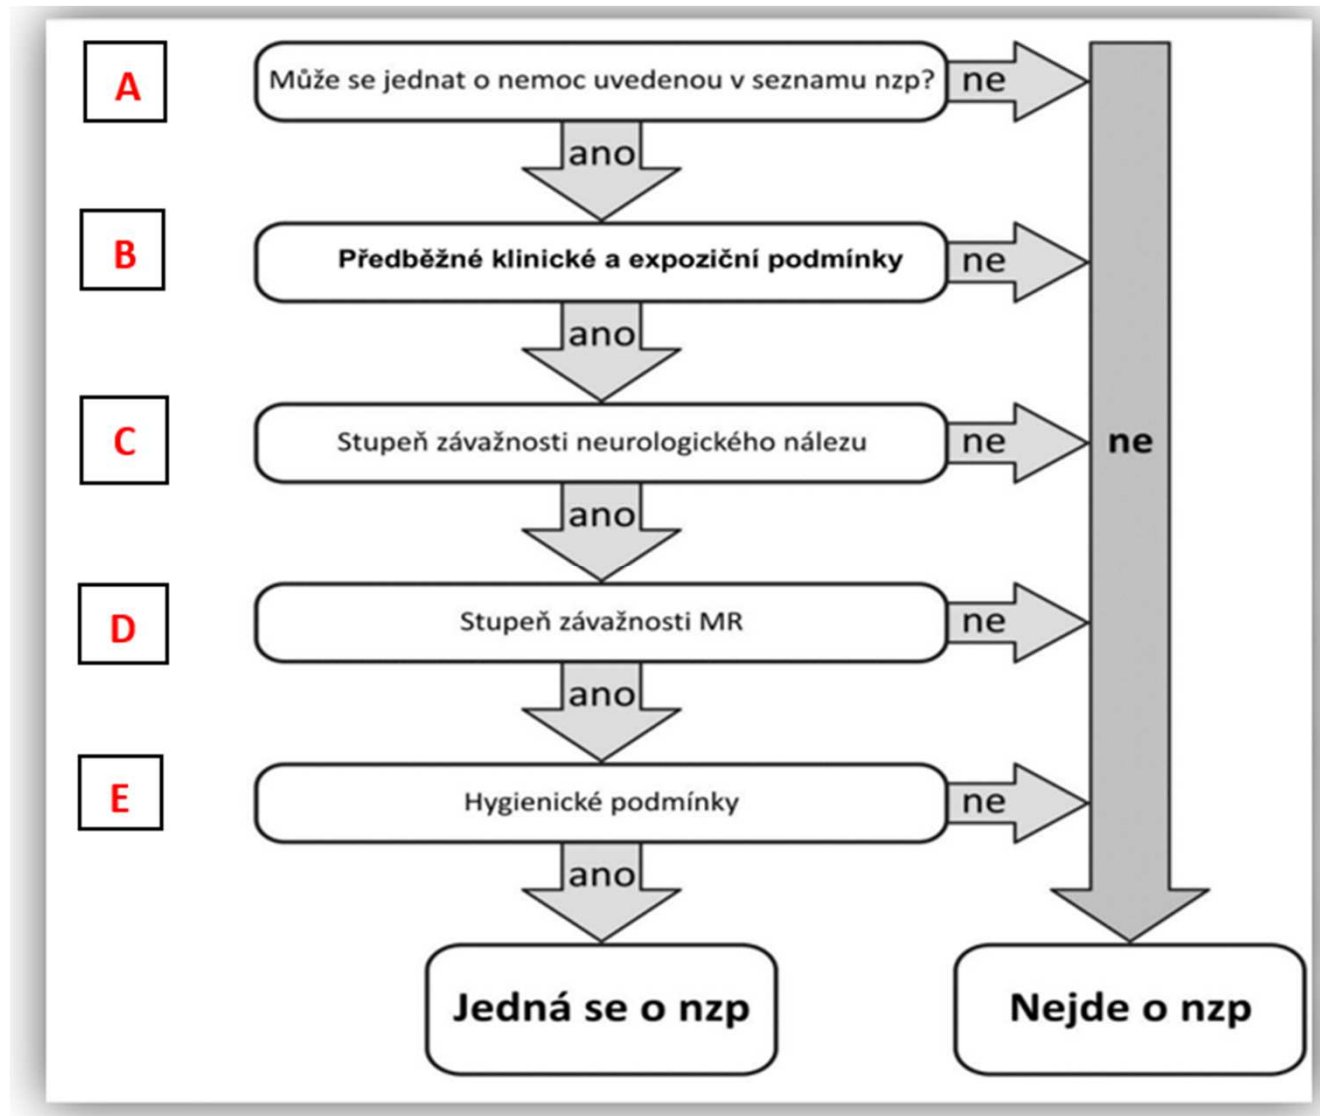 A
Může se jednat o nemoc uvedenou v seznamu nzp?
ne
ano
B
Předběžné klinické a expoziční podmínky
ne
ano
C
Stupeň závažnosti neurologického nálezu
ne
ne
ano
D
Stupeň závažnosti MR
ne
ano
E
Hygienické podmínky
ne
ano
Jedná se o nzp
Nejde o nzp